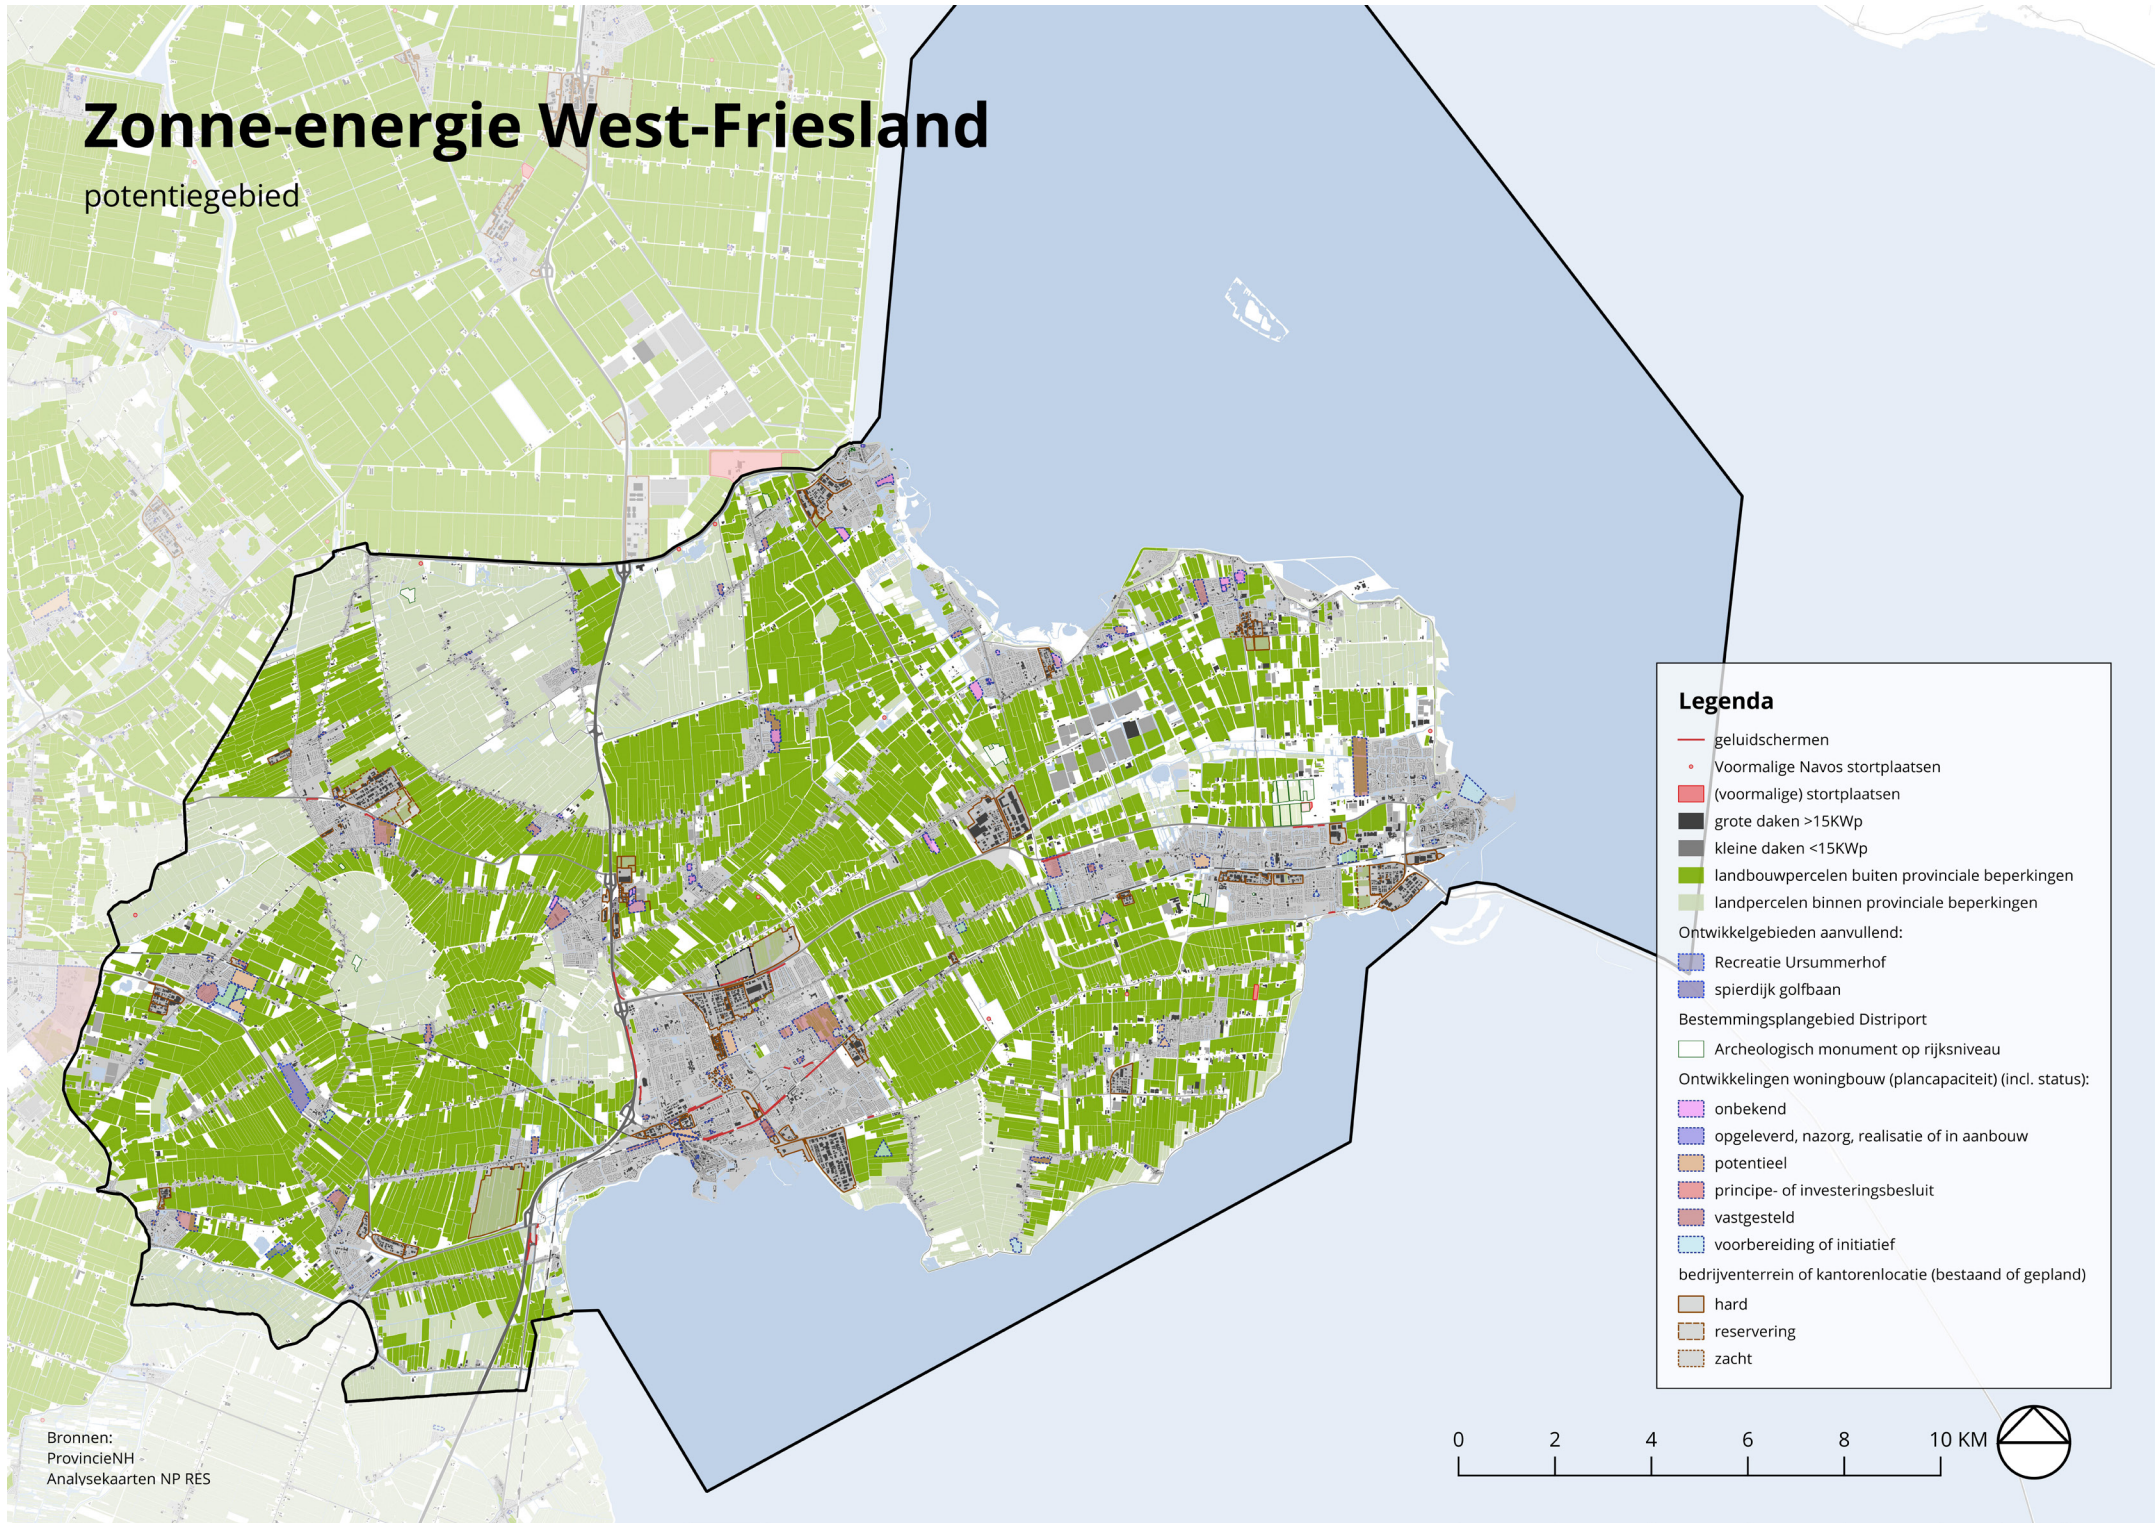 Zonne-energie West-Friesland
potentiegebied
Legenda
geluidschermen
Voormalige Navos stortplaatsen
(voormalige) stortplaatsen
grote daken >15KWp
kleine daken <15KWp
landbouwpercelen buiten provinciale beperkingen
landpercelen binnen provinciale beperkingen
Ontwikkelgebieden aanvullend:
Recreatie Ursummerhof
spierdijk golfbaan
Bestemmingsplangebied Distriport
Archeologisch monument op rijksniveau
Ontwikkelingen woningbouw (plancapaciteit) (incl. status):
onbekend
opgeleverd, nazorg, realisatie of in aanbouw
potentieel
principe- of investeringsbesluit
vastgesteld
voorbereiding of initiatief
bedrijventerrein of kantorenlocatie (bestaand of gepland)
hard
reservering
zacht
Bronnen:
ProvincieNH
Analysekaarten NP RES
0 2 4 6 8 10 KM